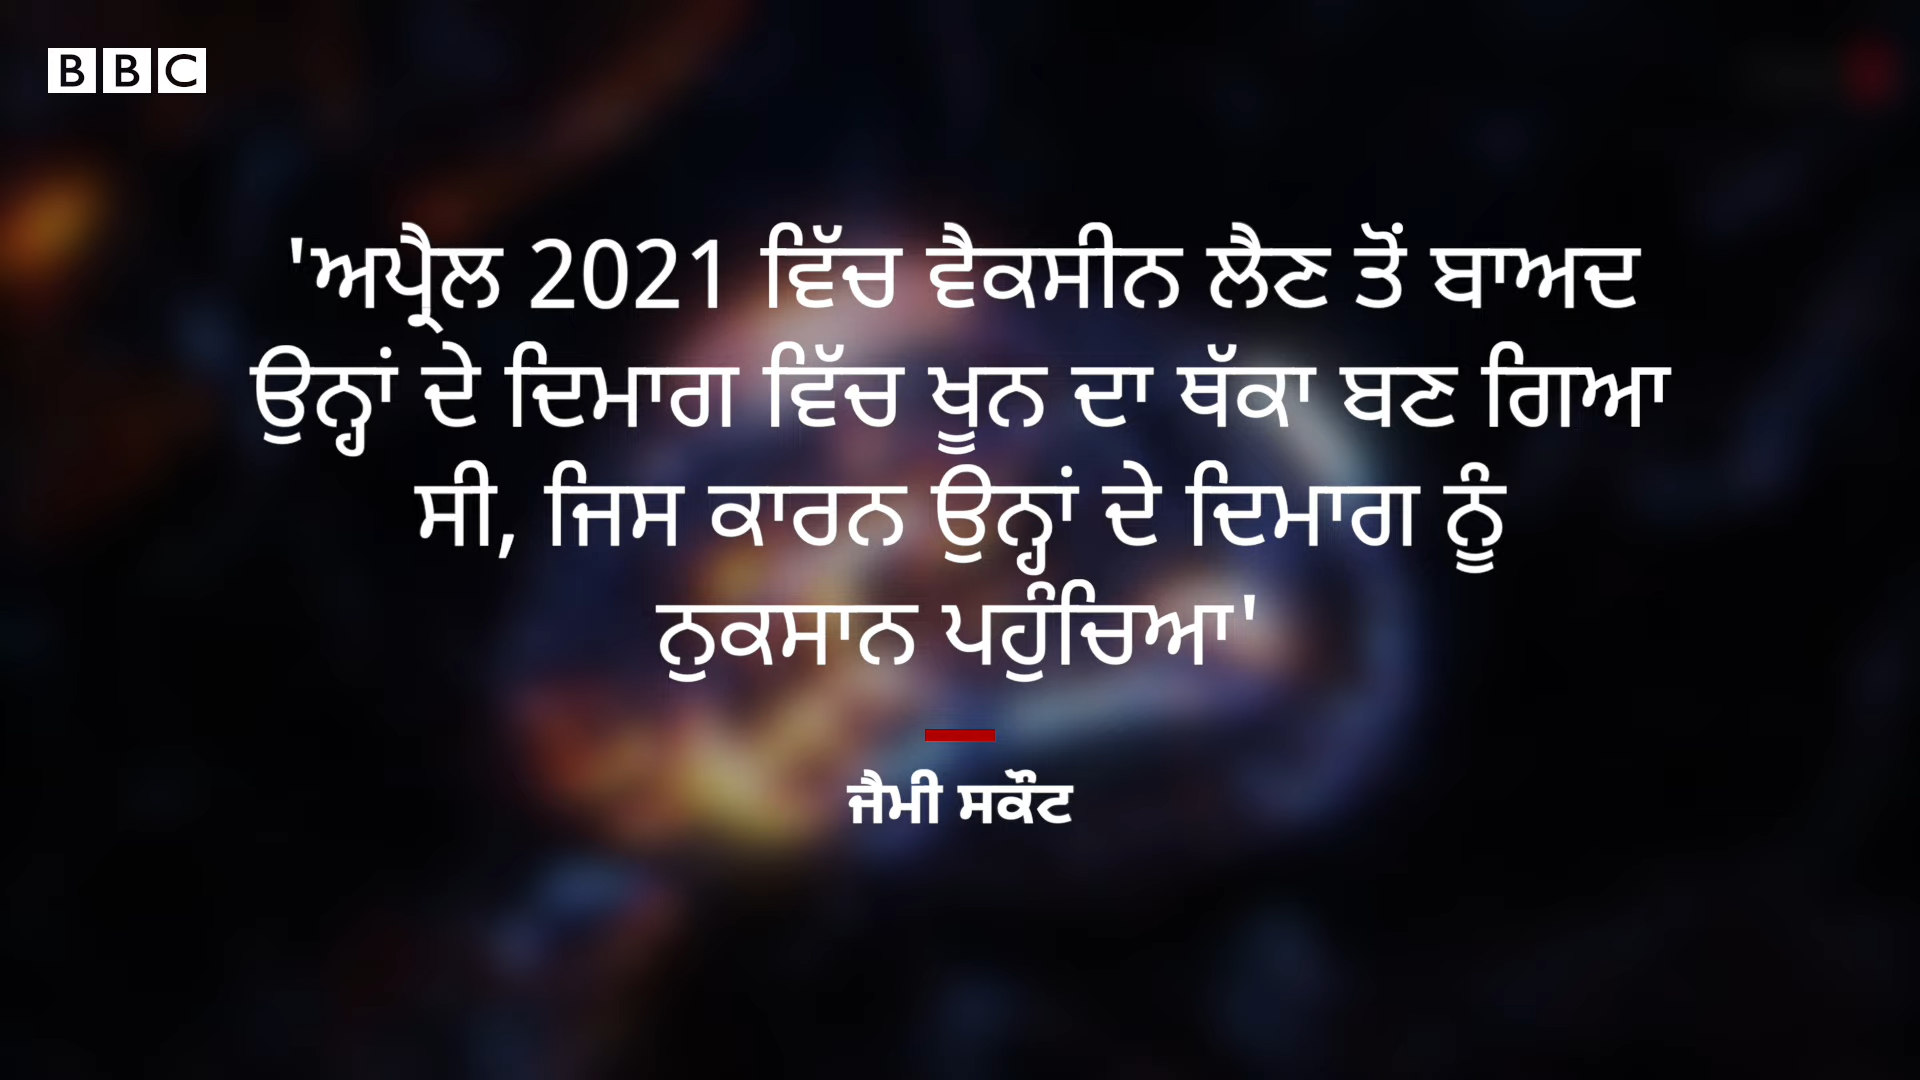 BBC
'ਅਪ੍ਰੈਲ 2021 ਵਿੱਚ ਵੈਕਸੀਨ ਲੈਣ ਤੋਂ ਬਾਅਦ
ਉਨ੍ਹਾਂ ਦੇ ਦਿਮਾਗ ਵਿੱਚ ਖੂਨ ਦਾ ਥੱਕਾ ਬਣ ਗਿਆ
ਸੀ, ਜਿਸ ਕਾਰਨ ਉਨ੍ਹਾਂ ਦੇ ਦਿਮਾਗ ਨੂੰ
ਨੁਕਸਾਨ ਪਹੁੰਚਿਆ'
ਜੈਮੀ ਸਕੌਟ